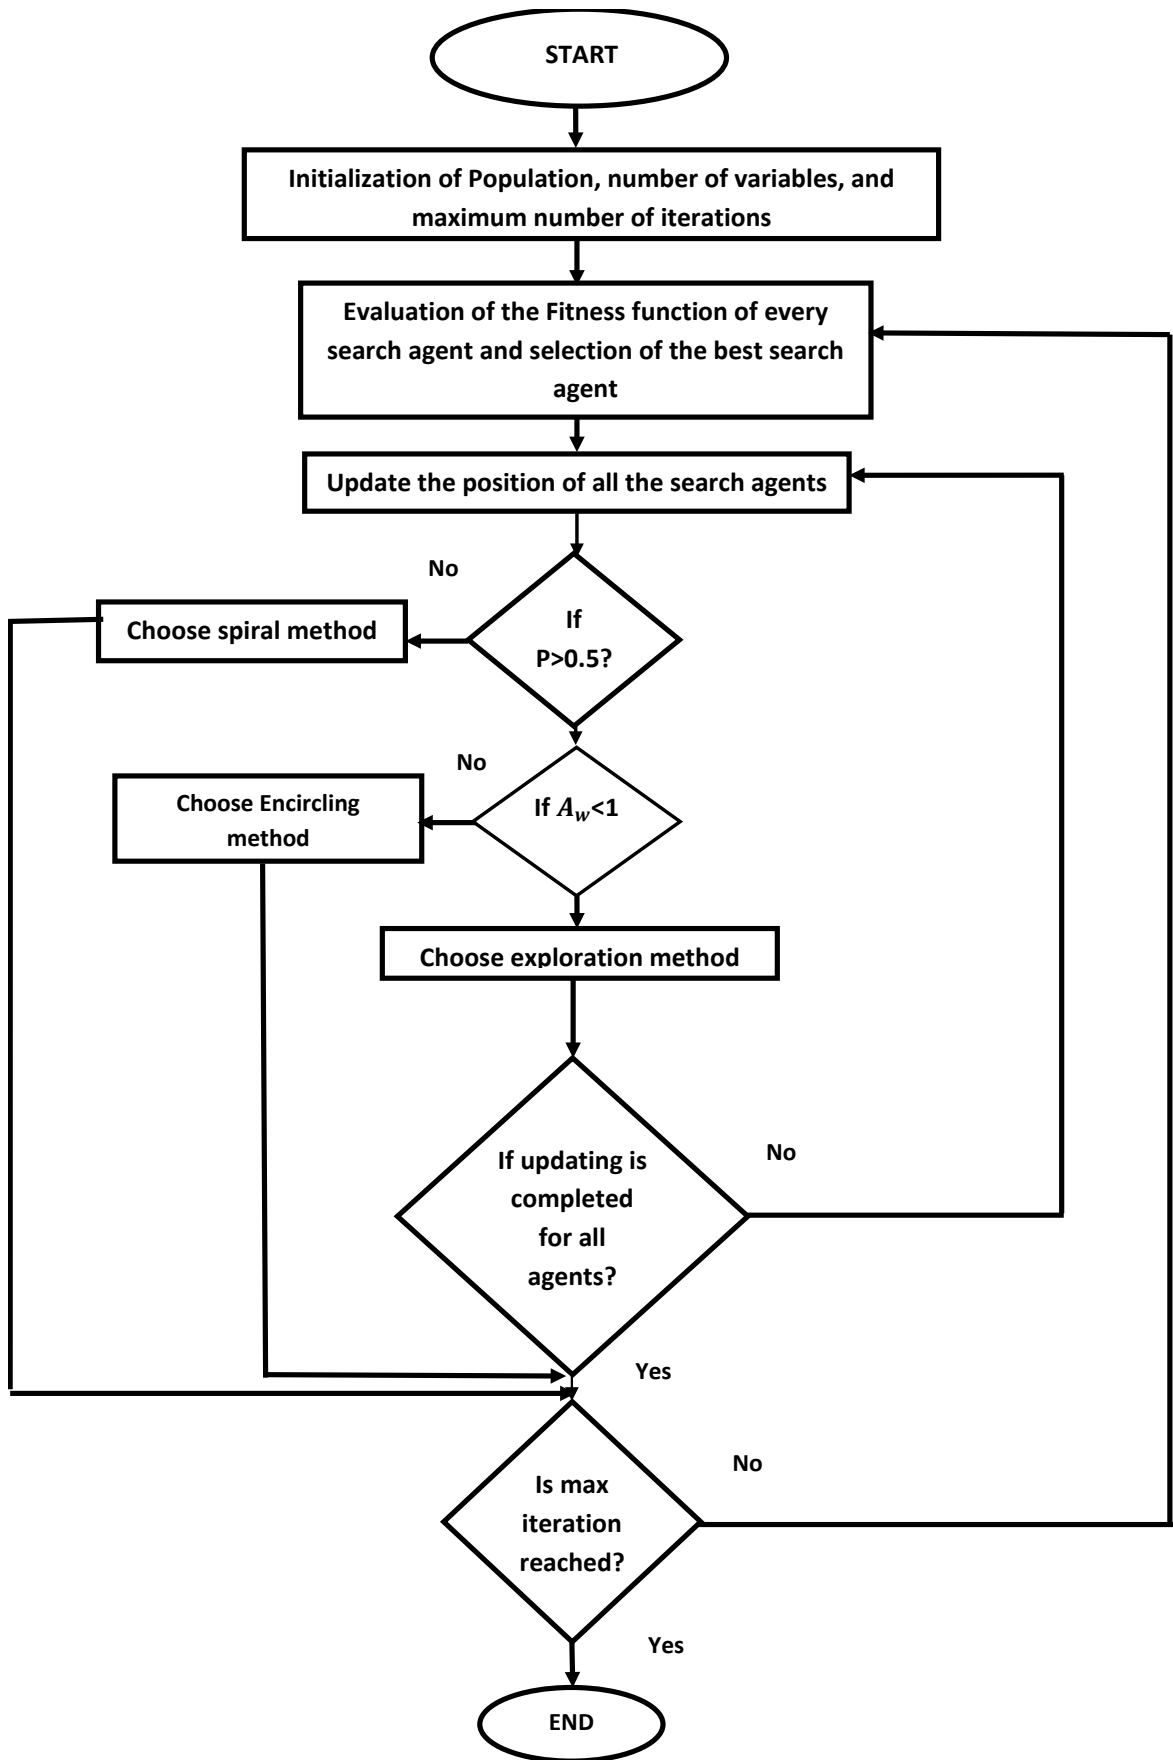 START
Initialization of Population, number of variables, and
maximum number of iterations
Evaluation of the Fitness function of every
search agent and selection of the best search
agent
Update the position of all the search agents
No
If
P>0.5?
Choose spiral method
No
If A_w<1
Choose Encircling
method
Choose exploration method
No
If updating is
completed
for all
agents?
Yes
No
Is max
iteration
reached?
Yes
END